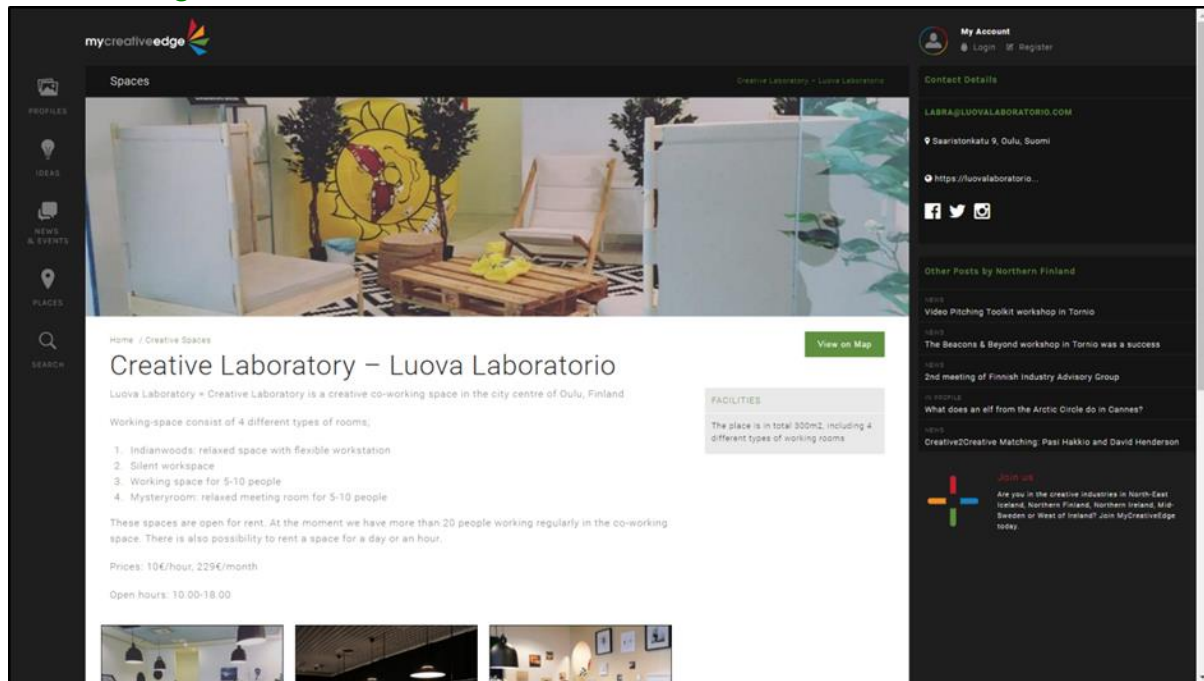 mycreativeedge
My Account
Login Register
PROFILES
IDEAS
NEWS
& EVENTS
PLACES
SEARCH
Spaces
Creative Laboratory – Luova Laboratorio
Home / Creative Spaces
Creative Laboratory – Luova Laboratorio
Luova Laboratory = Creative Laboratory is a creative co-working space in the city centre of Oulu, Finland.
Working-space consist of 4 different types of rooms;
1. Indianwoods: relaxed space with flexible workstation
2. Silent workspace
3. Working space for 5-10 people
4. Mysteryroom: relaxed meeting room for 5-10 people
These spaces are open for rent. At the moment we have more than 20 people working regularly in the co-working
space. There is also possibility to rent a space for a day or an hour.
Prices: 10€/hour, 229€/month
Open hours: 10.00-18.00
View on Map
FACILITIES
The place is in total 300m2, including 4
different types of working rooms
Contact Details
LABRA@LUOVALABORATORIO.COM
Saaristonkatu 9, Oulu, Suomi
https://luovalaboratorio...
Other Posts by Northern Finland
NEWS
Video Pitching Toolkit workshop in Tornio
NEWS
The Beacons & Beyond workshop in Tornio was a success
NEWS
2nd meeting of Finnish Industry Advisory Group
IN PROFILE
What does an elf from the Arctic Circle do in Cannes?
NEWS
Creative2Creative Matching: Pasi Hakkio and David Henderson
Join us
Are you in the creative industries in North-East
Iceland, Northern Finland, Northern Ireland, Mid-
Sweden or West of Ireland? Join MyCreativeEdge
today.